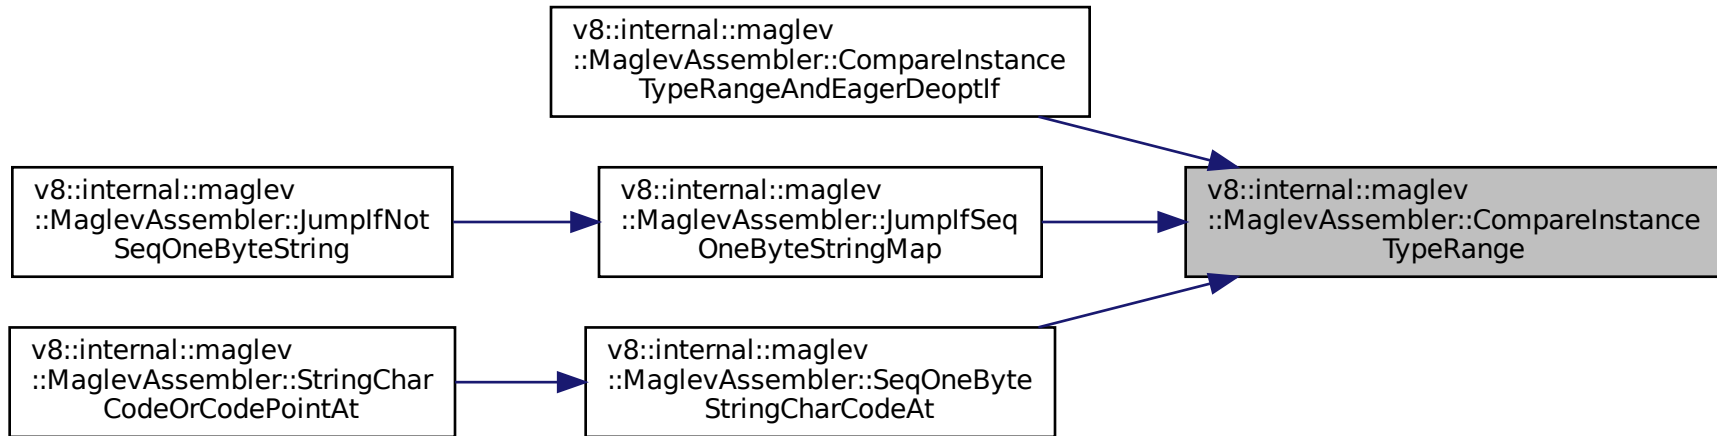 v8::internal::maglev
::MaglevAssembler::CompareInstance
TypeRangeAndEagerDeoptIf
v8::internal::maglev
::MaglevAssembler::JumpIfNot
SeqOneByteString
v8::internal::maglev
::MaglevAssembler::JumpIfSeq
OneByteStringMap
v8::internal::maglev
::MaglevAssembler::CompareInstance
TypeRange
v8::internal::maglev
::MaglevAssembler::StringChar
CodeOrCodePointAt
v8::internal::maglev
::MaglevAssembler::SeqOneByte
StringCharCodeAt